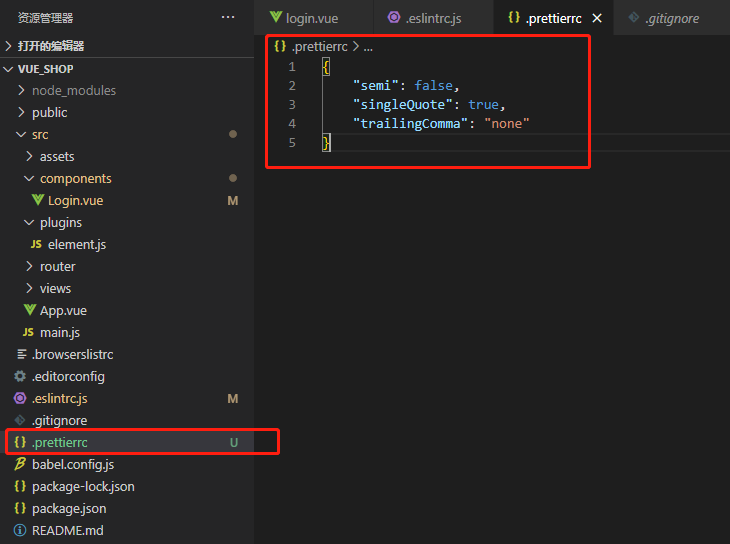 资源管理器
打开的编辑器
VUE_SHOP
node_modules
public
src
assets
components
Login.vue M
plugins
JS element.js
router
views
App.vue
JS main.js
.browserslistrc
.editorconfig
.eslintrc.js M
.gitignore
{} .prettierrc U
babel.config.js
{} package-lock.json
{} package.json
README.md
login.vue .eslintrc.js {} .prettierrc .gitignore
{} .prettierrc > ...
1 {
2 "semi": false,
3 "singleQuote": true,
4 "trailingComma": "none"
5 }